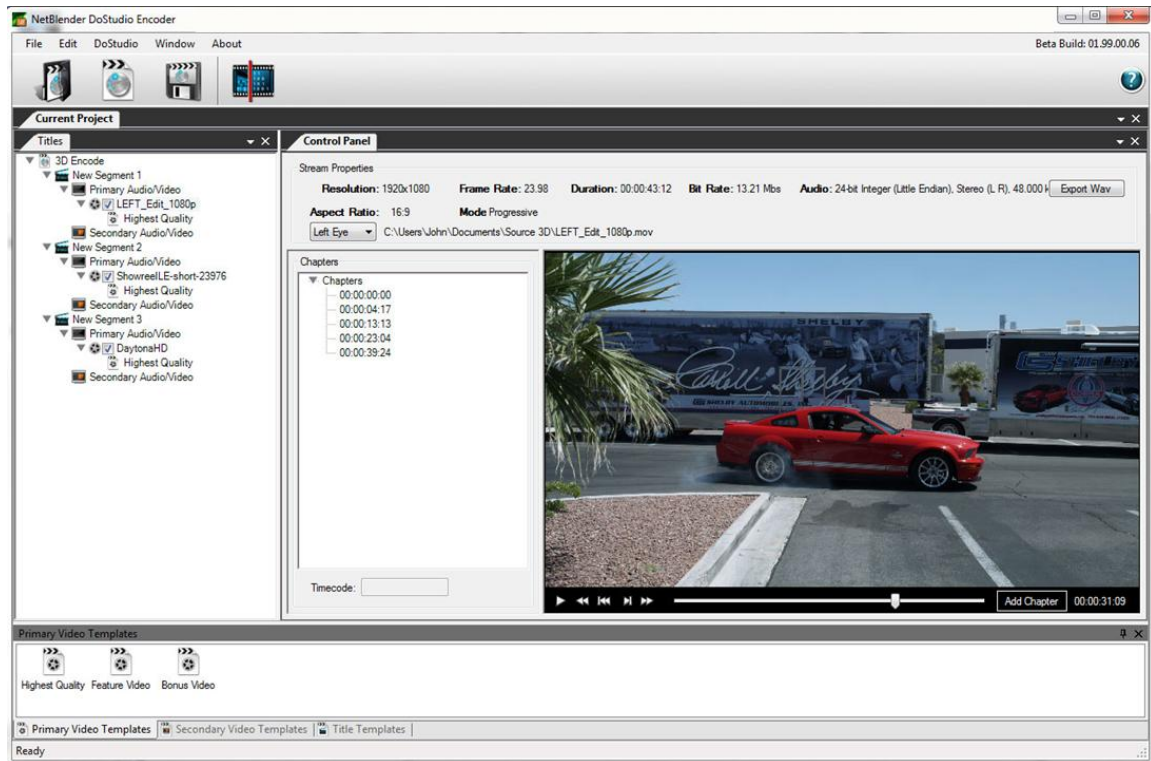 NetBlender DoStudio Encoder
File Edit DoStudio Window About
Beta Build: 01.99.00.06
Current Project
Titles
3D Encode
New Segment 1
Primary Audio/Video
LEFT_Edit_1080p
Highest Quality
Secondary Audio/Video
New Segment 2
Primary Audio/Video
ShowreelLE-short-23976
Highest Quality
Secondary Audio/Video
New Segment 3
Primary Audio/Video
DaytonaHD
Highest Quality
Secondary Audio/Video
Control Panel
Stream Properties
Resolution: 1920x1080 Frame Rate: 23.98 Duration: 00:00:43:12 Bit Rate: 13.21 Mbs Audio: 24-bit Integer (Little Endian), Stereo (L R), 48.000 k Export Wav
Aspect Ratio: 16:9 Mode Progressive
Left Eye C:\Users\John\Documents\Source 3D\LEFT_Edit_1080p.mov
Chapters
Chapters
00:00:00:00
00:00:04:17
00:00:13:13
00:00:23:04
00:00:39:24
Timecode:
SHELBY
Carroll Shelby
SHELBY AUTOMOBILES, INC.
SHELBY
Add Chapter 00:00:31:09
Primary Video Templates
Highest Quality Feature Video Bonus Video
Primary Video Templates Secondary Video Templates Title Templates
Ready